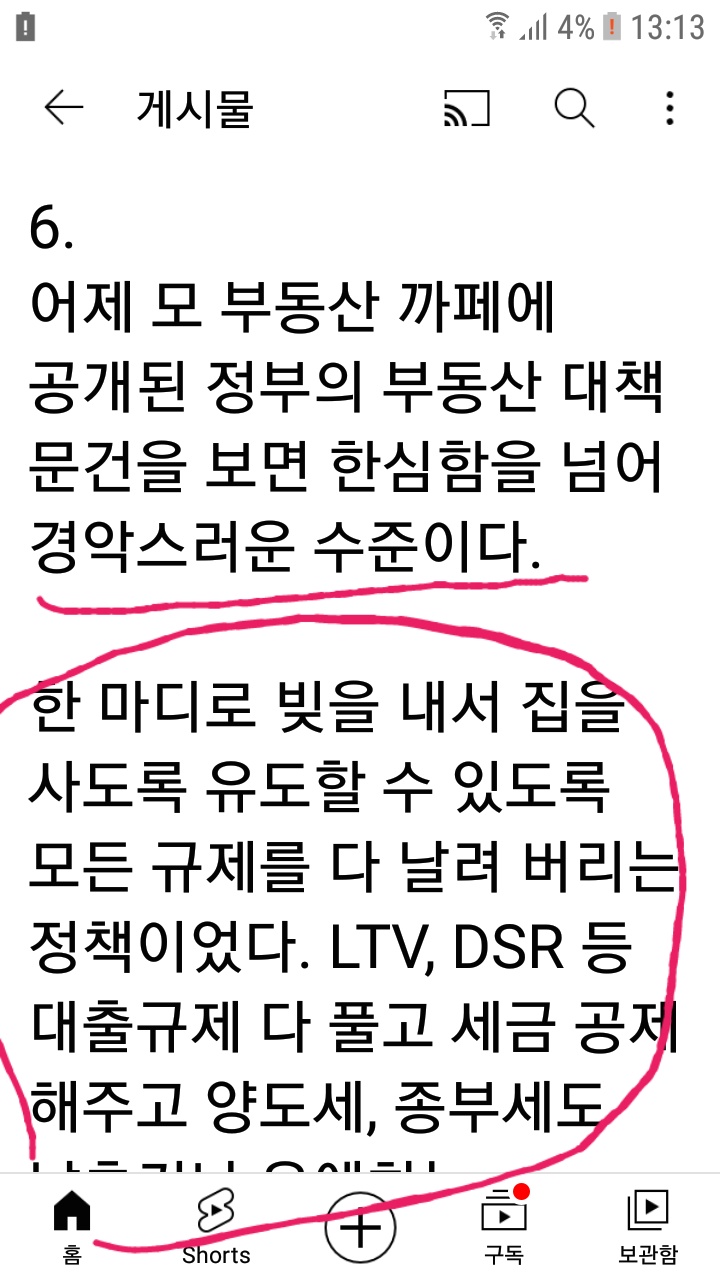 4% 13:13
게시물
6.
어제 모 부동산 까페에
공개된 정부의 부동산 대책
문건을 보면 한심함을 넘어
경악스러운 수준이다.
한 마디로 빚을 내서 집을
사도록 유도할 수 있도록
모든 규제를 다 날려 버리는
정책이었다. LTV, DSR 등
대출규제 다 풀고 세금 공제
해주고 양도세, 종부세도
홈
Shorts
구독
보관함